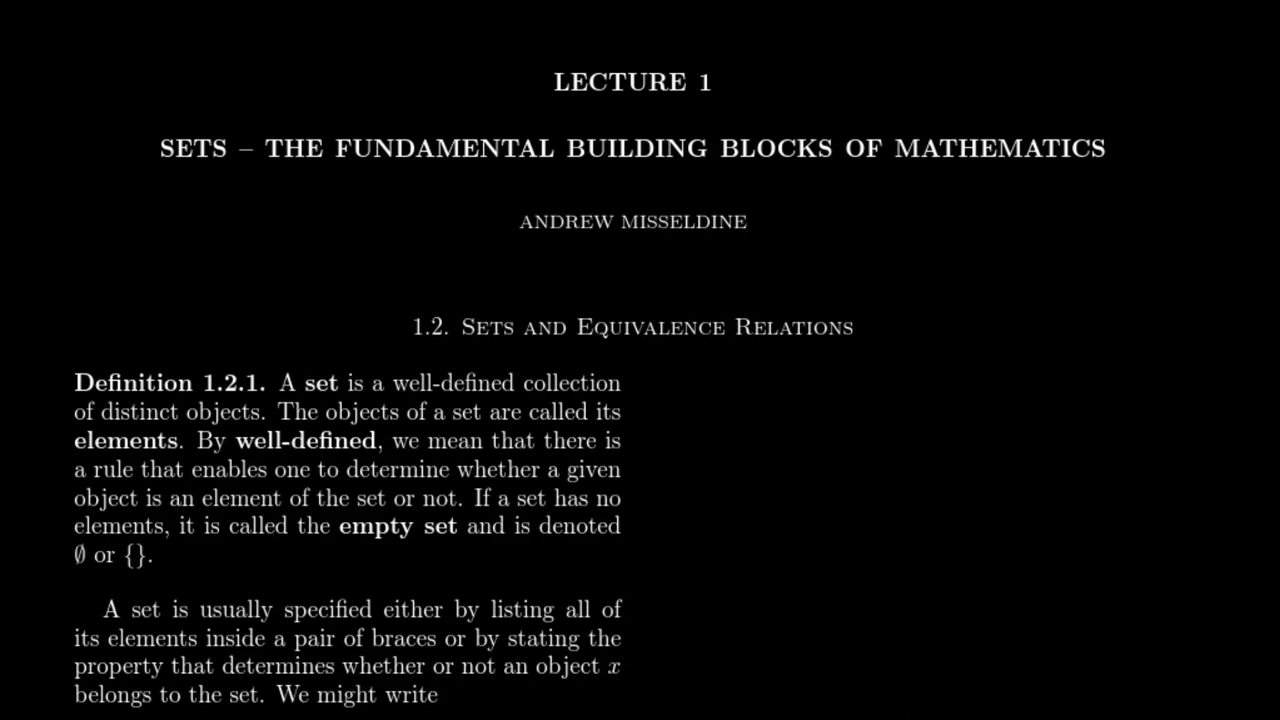 LECTURE 1
SETS – THE FUNDAMENTAL BUILDING BLOCKS OF MATHEMATICS
ANDREW MISSELDINE
1.2. Sets and Equivalence Relations
Definition 1.2.1. A set is a well-defined collection
of distinct objects. The objects of a set are called its
elements. By well-defined, we mean that there is
a rule that enables one to determine whether a given
object is an element of the set or not. If a set has no
elements, it is called the empty set and is denoted
∅ or {}.
A set is usually specified either by listing all of
its elements inside a pair of braces or by stating the
property that determines whether or not an object x
belongs to the set. We might write